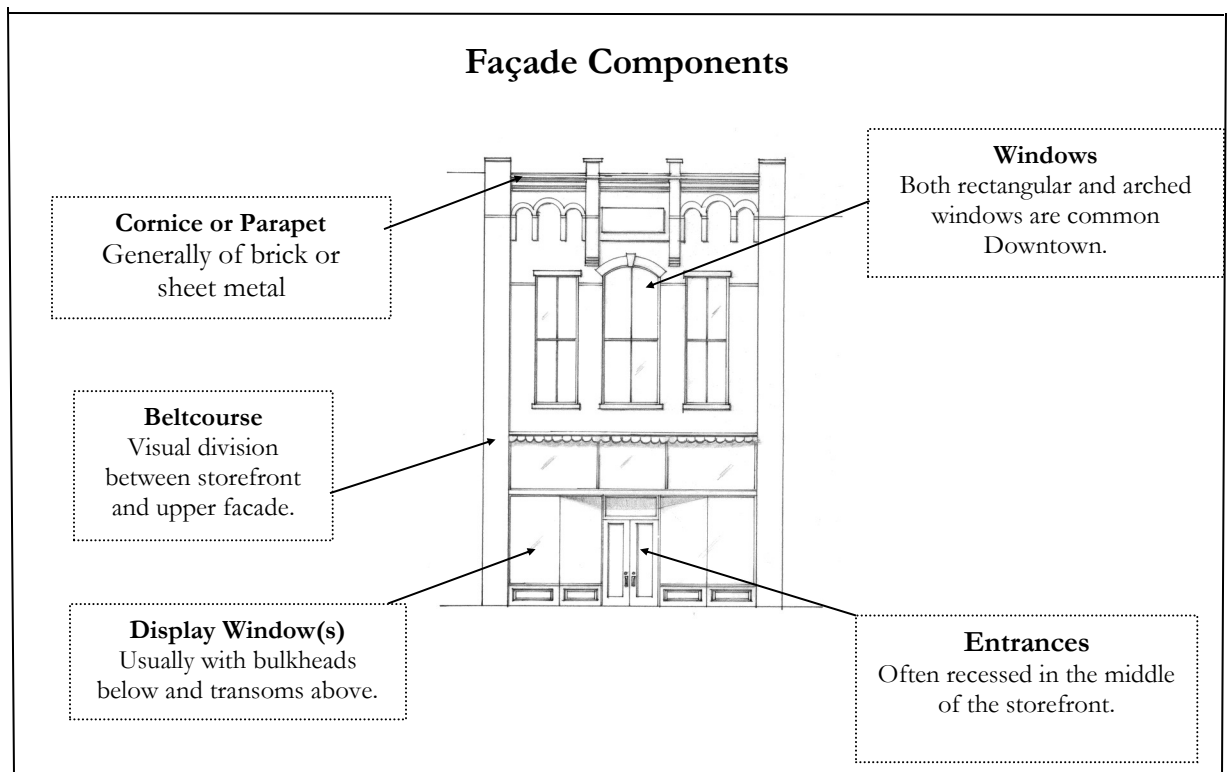 Façade Components
Windows
Both rectangular and arched
windows are common
Downtown.
Cornice or Parapet
Generally of brick or
sheet metal
Beltcourse
Visual division
between storefront
and upper facade.
Display Window(s)
Usually with bulkheads
below and transoms above.
Entrances
Often recessed in the middle
of the storefront.